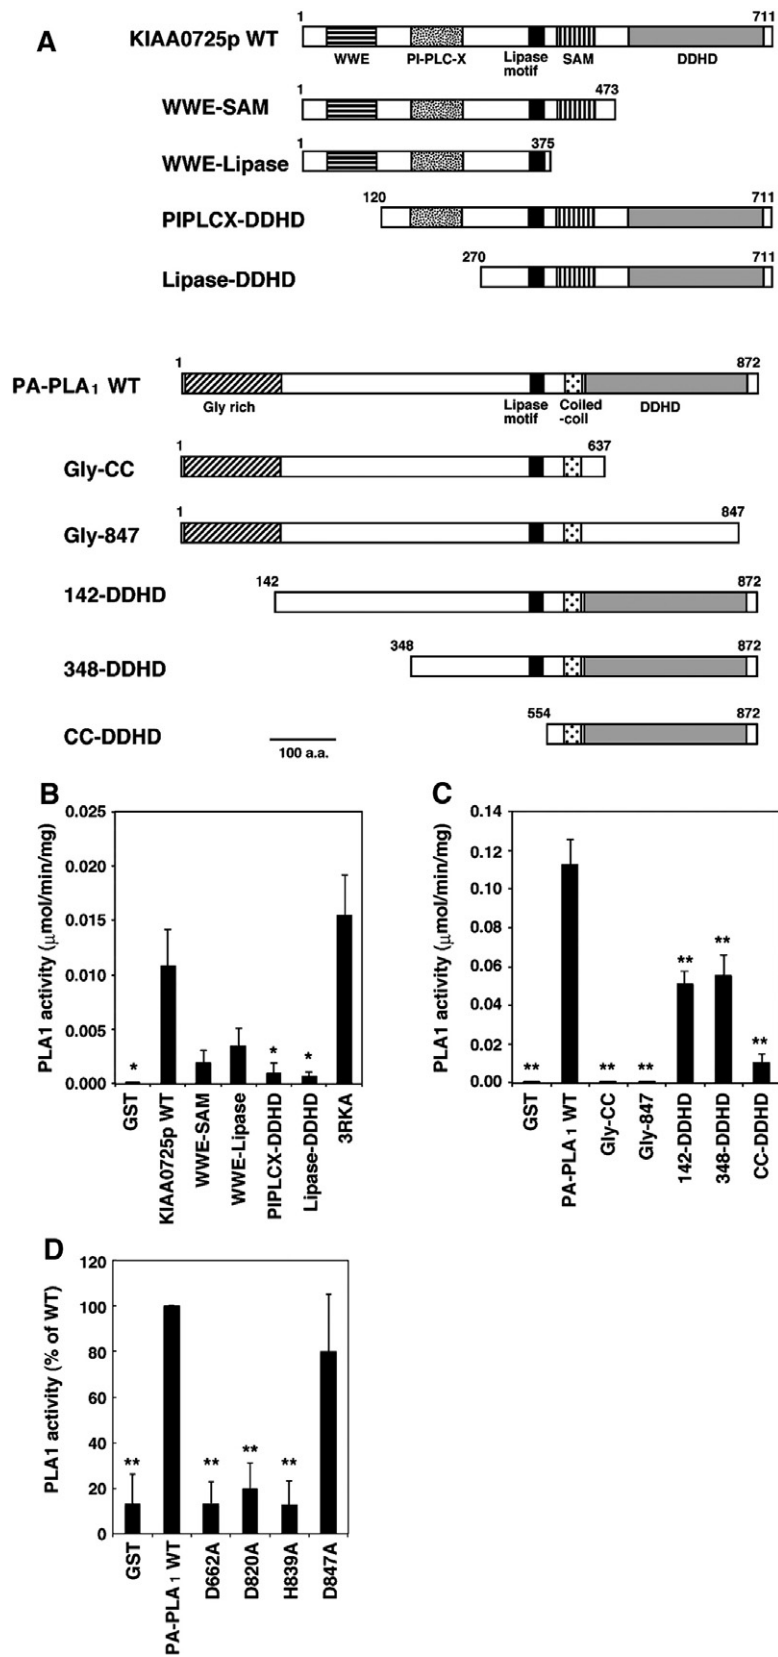 A
1 711
KIAA0725p WT
WWE PI-PLC-X Lipase motif SAM DDHD
1 473
WWE-SAM
1 375
WWE-Lipase
120 711
PIPLCX-DDHD
270 711
Lipase-DDHD
1 872
PA-PLA1 WT
Gly rich Lipase motif Coiled -coil DDHD
1 637
Gly-CC
1 847
Gly-847
142 872
142-DDHD
348 872
348-DDHD
554 872
CC-DDHD
100 a.a.
B
PLA1 activity (μmol/min/mg)
0.025
0.020
0.015
0.010
0.005
0.000
* * *
GST
KIAA0725p WT
WWE-SAM
WWE-Lipase
PIPLCX-DDHD
Lipase-DDHD
3RKA
C
PLA1 activity (μmol/min/mg)
0.14
0.12
0.10
0.08
0.06
0.04
0.02
0.00
** ** ** ** ** **
GST
PA-PLA1 WT
Gly-CC
Gly-847
142-DDHD
348-DDHD
CC-DDHD
D
PLA1 activity (% of WT)
120
100
80
60
40
20
0
** ** ** **
GST
PA-PLA1 WT
D662A
D820A
H839A
D847A